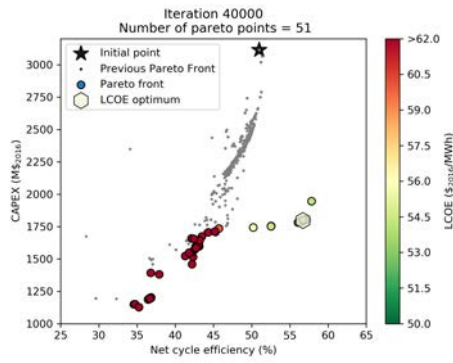 Iteration 40000
Number of pareto points = 51
Initial point
Previous Pareto Front
Pareto front
LCOE optimum
CAPEX (M$₂₀₁₆)
3000
2750
2500
2250
2000
1750
1500
1250
1000
25 30 35 40 45 50 55 60 65
Net cycle efficiency (%)
>62.0
60.5
59.0
57.5
56.0
54.5
53.0
51.5
50.0
LCOE ($₂₀₁₆/MWh)